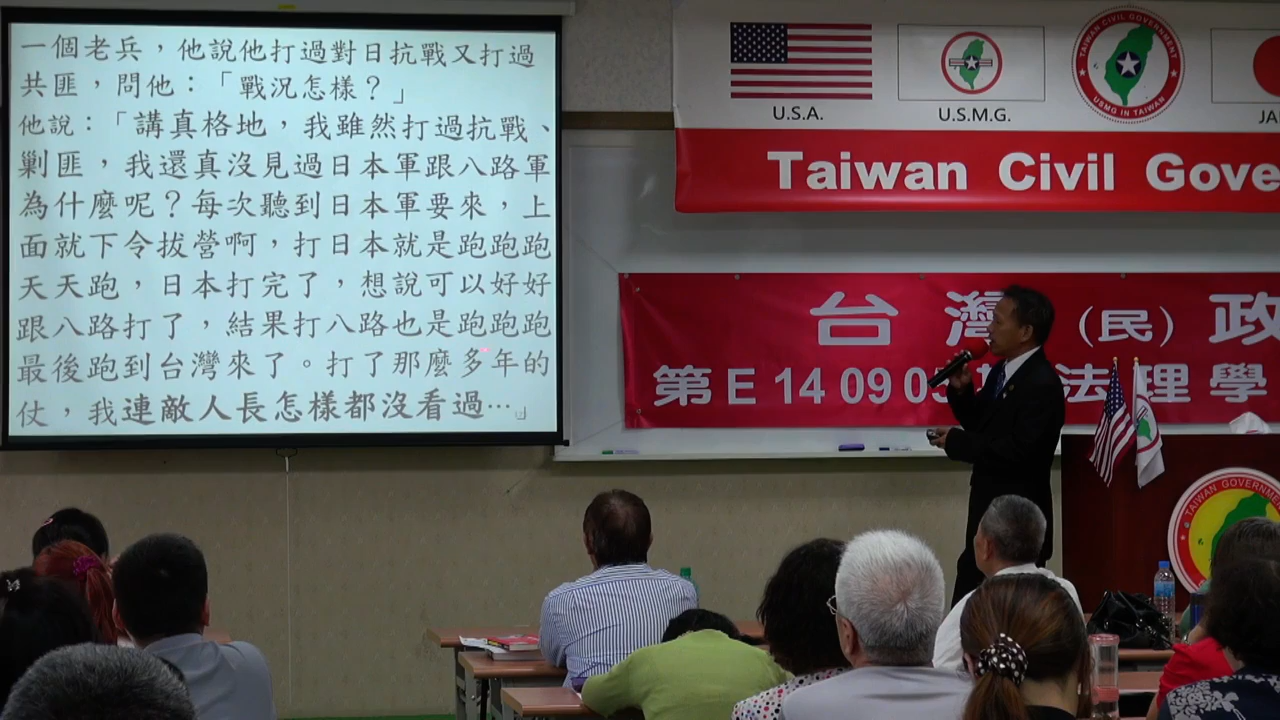 一個老兵，他說他打過對日抗戰又打過
共匪，問他：「戰況怎樣？」
他說：「講真格地，我雖然打過抗戰、
剿匪，我還真沒見過日本軍跟八路軍
為什麼呢？每次聽到日本軍要來，上
面就下令拔營啊，打日本就是跑跑跑
天天跑，日本打完了，想說可以好好
跟八路打了，結果打八路也是跑跑跑
最後跑到台灣來了。打了那麼多年的
仗，我連敵人長怎樣都沒看過…」
U.S.A.
U.S.M.G.
TAIWAN CIVIL GOVERNMENT
USMG IN TAIWAN
JA
Taiwan Civil Gove
台灣（民）政
第E 14 09 05
法理學
TAIWAN GOVERNMENT